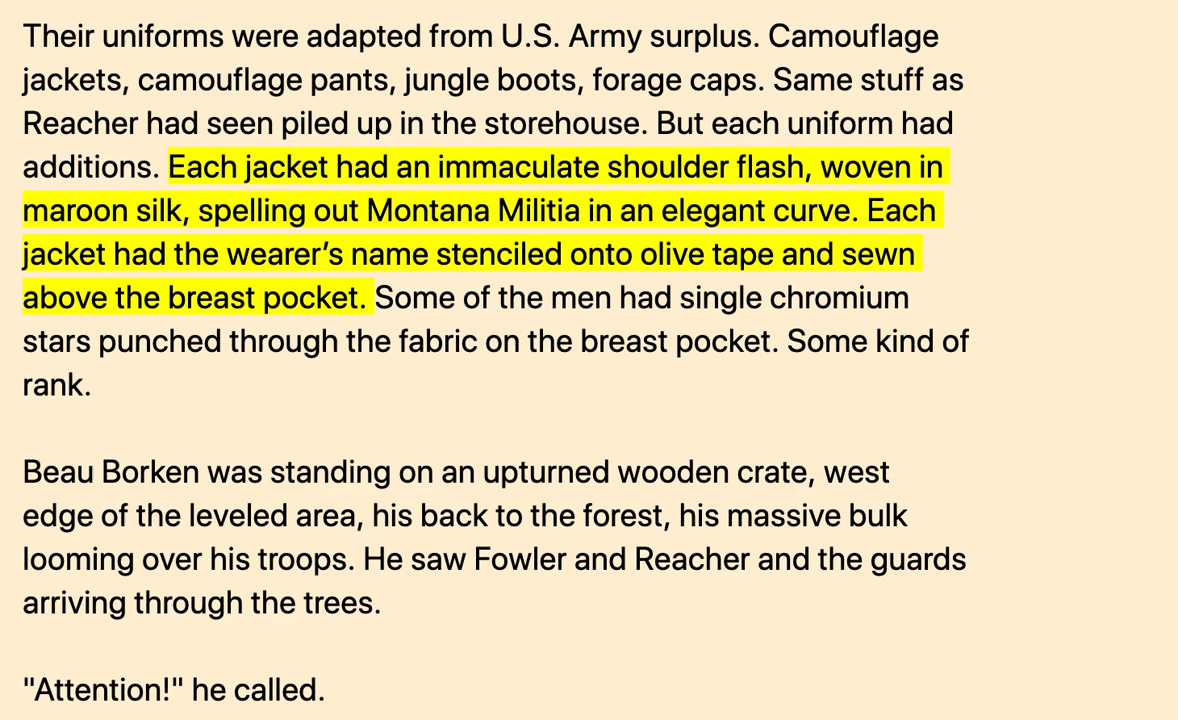 Their uniforms were adapted from U.S. Army surplus. Camouflage
jackets, camouflage pants, jungle boots, forage caps. Same stuff as
Reacher had seen piled up in the storehouse. But each uniform had
additions. Each jacket had an immaculate shoulder flash, woven in
maroon silk, spelling out Montana Militia in an elegant curve. Each
jacket had the wearer’s name stenciled onto olive tape and sewn
above the breast pocket. Some of the men had single chromium
stars punched through the fabric on the breast pocket. Some kind of
rank.
Beau Borken was standing on an upturned wooden crate, west
edge of the leveled area, his back to the forest, his massive bulk
looming over his troops. He saw Fowler and Reacher and the guards
arriving through the trees.
"Attention!" he called.